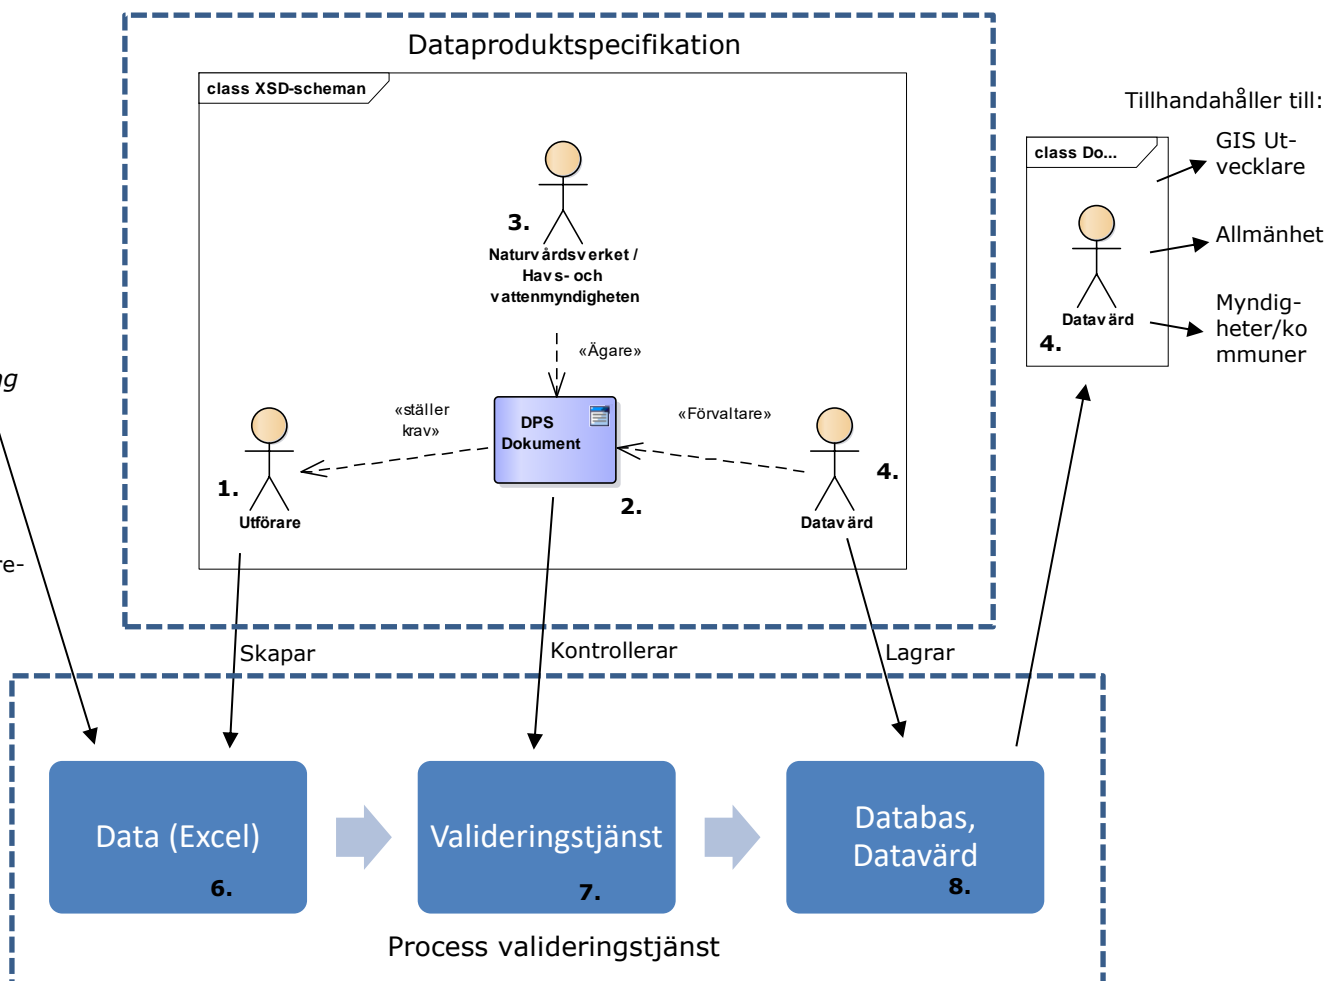 Dataproduktspecifikation
class XSD-scheman
Tillhandahåller till:
GIS Ut-
vecklare
class Do...
3.
Naturvårdsverket /
Havs- och
vattenmyndigheten
Allmänhet
Datavärd
4.
Myndig-
heter/ko
mmuner
«Ägare»
«ställer
krav»
DPS
Dokument
«Förvaltare»
1.
Utförare
2.
4.
Datavärd
re-
Skapar
Kontrollerar
Lagrar
Data (Excel)
6.
Valideringstjänst
7.
Databas,
Datavärd
8.
Process valideringstjänst